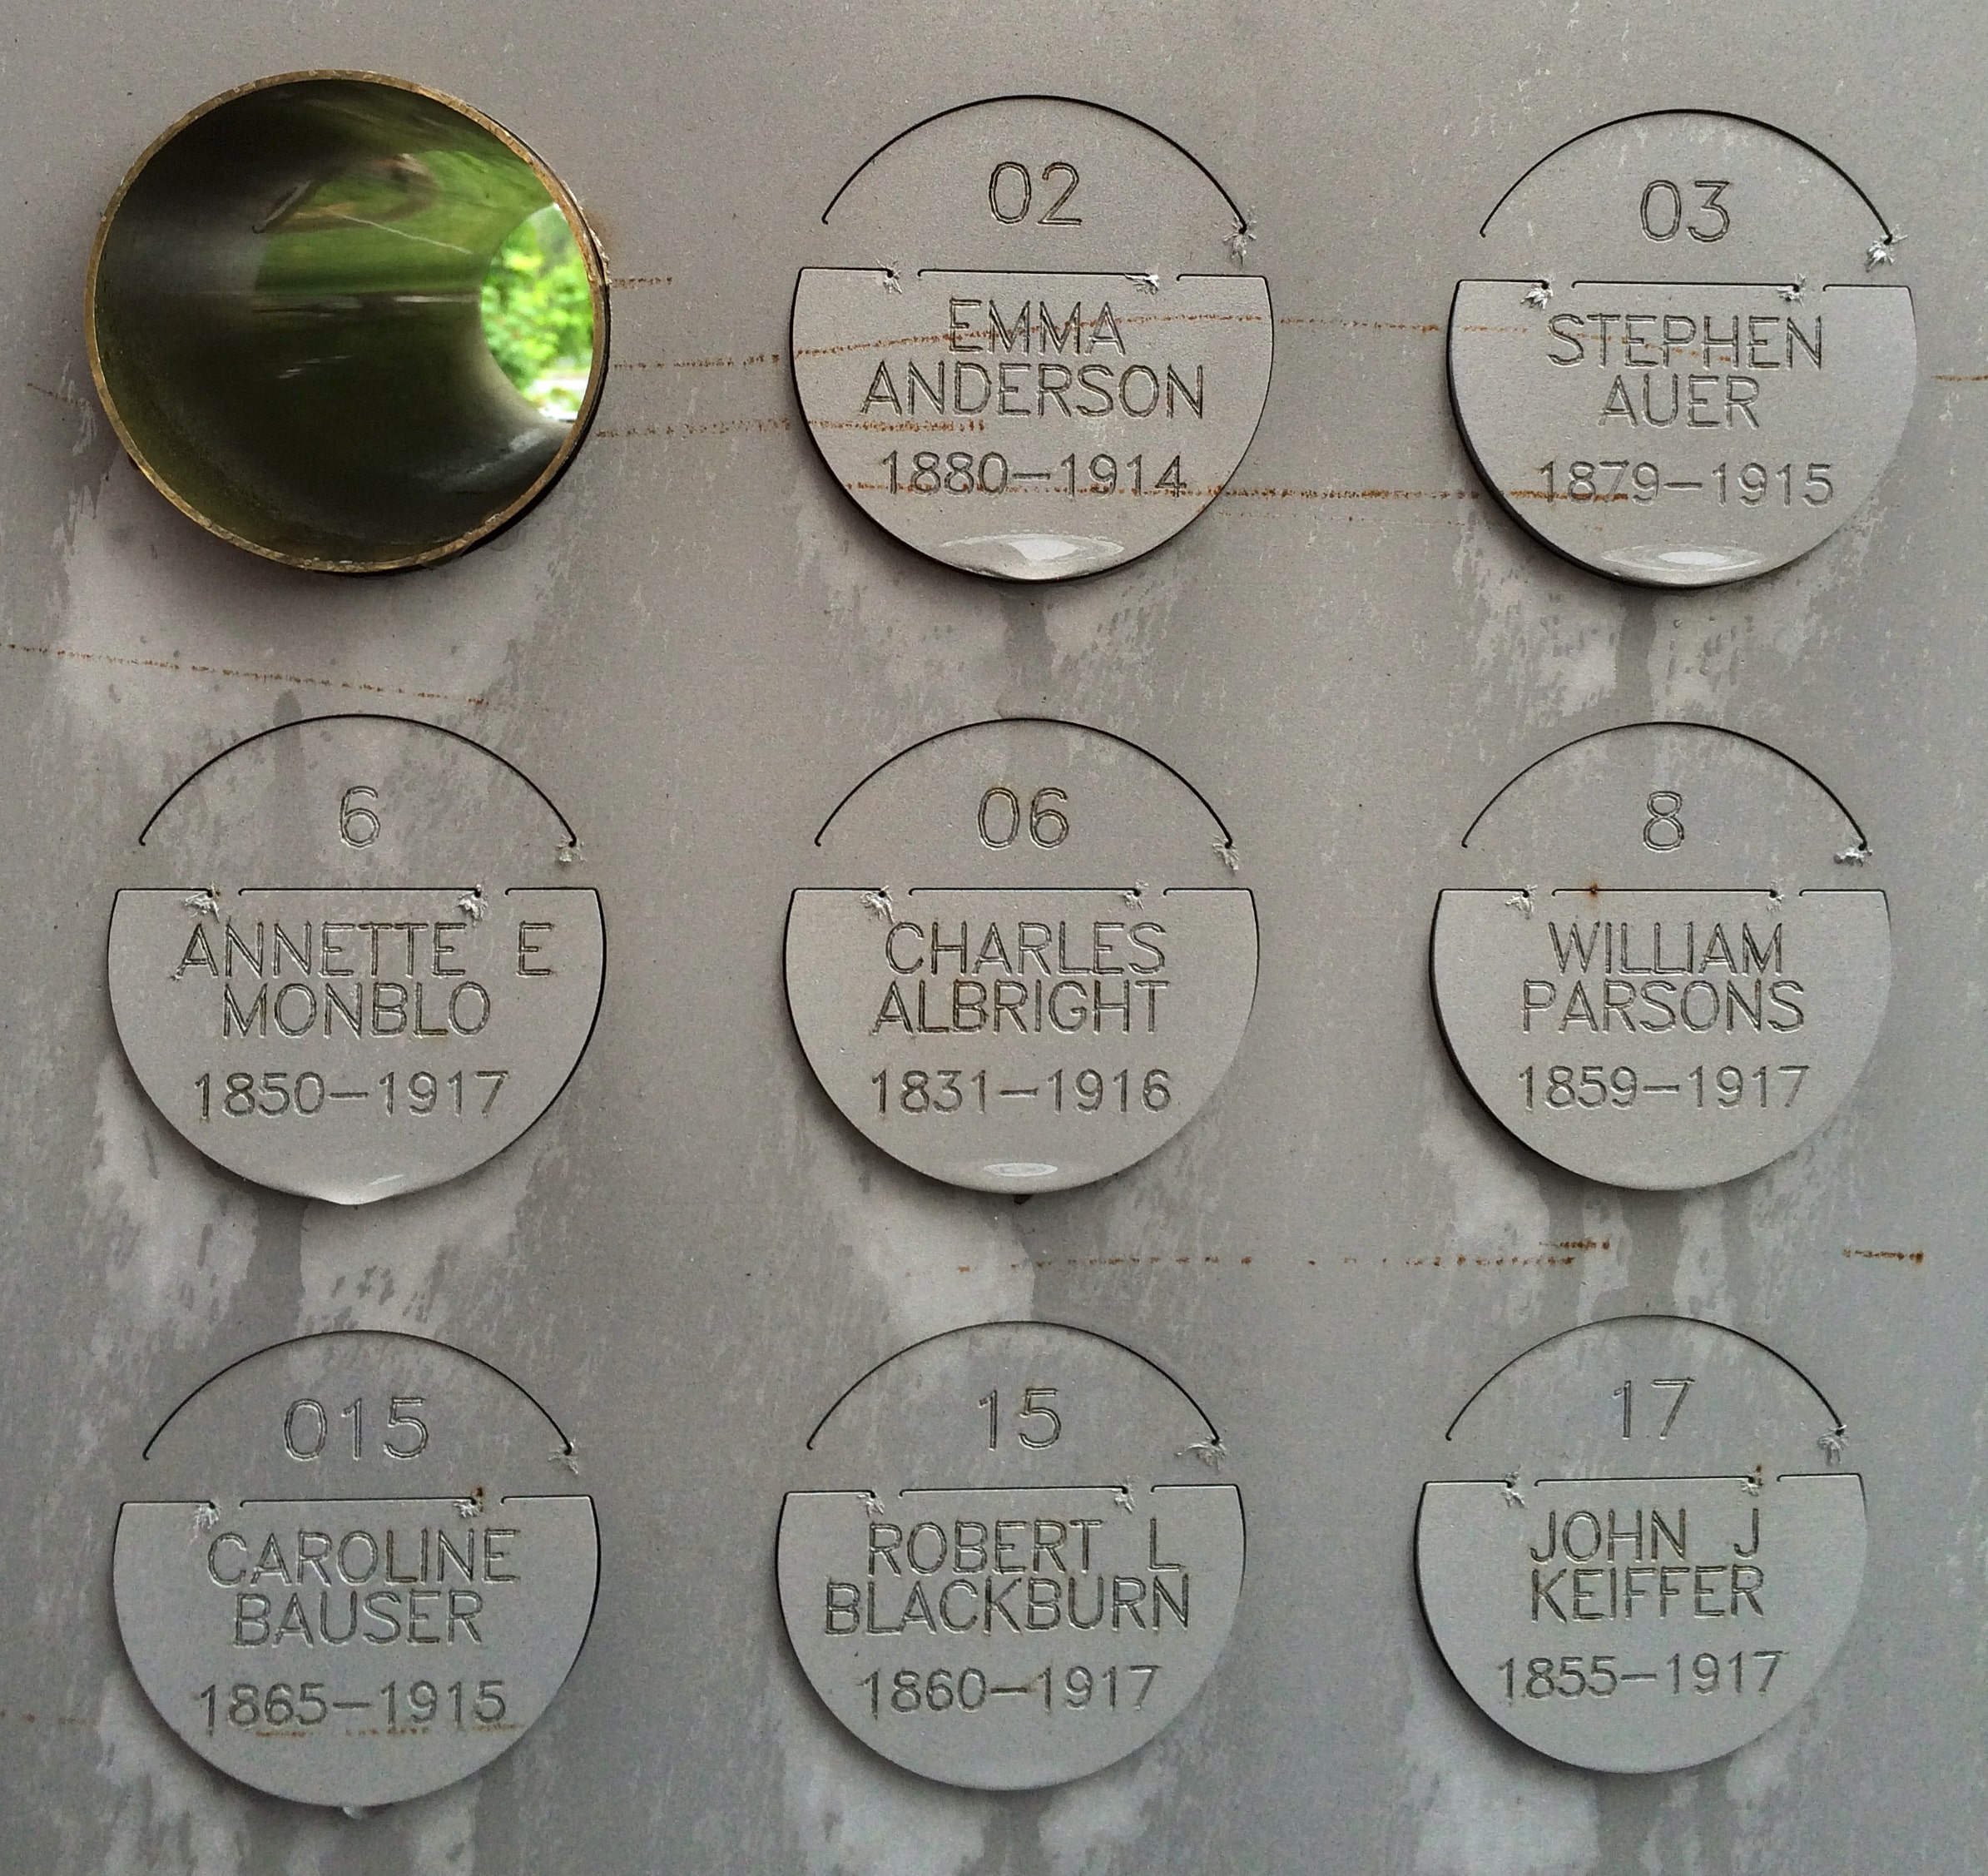 02
EMMA
ANDERSON
1880–1914
03
STEPHEN
AUER
1879–1915
6
ANNETTE E
MONBLO
1850–1917
06
CHARLES
ALBRIGHT
1831–1916
8
WILLIAM
PARSONS
1859–1917
015
CAROLINE
BAUSER
1865–1915
15
ROBERT L
BLACKBURN
1860–1917
17
JOHN J
KEIFFER
1855–1917